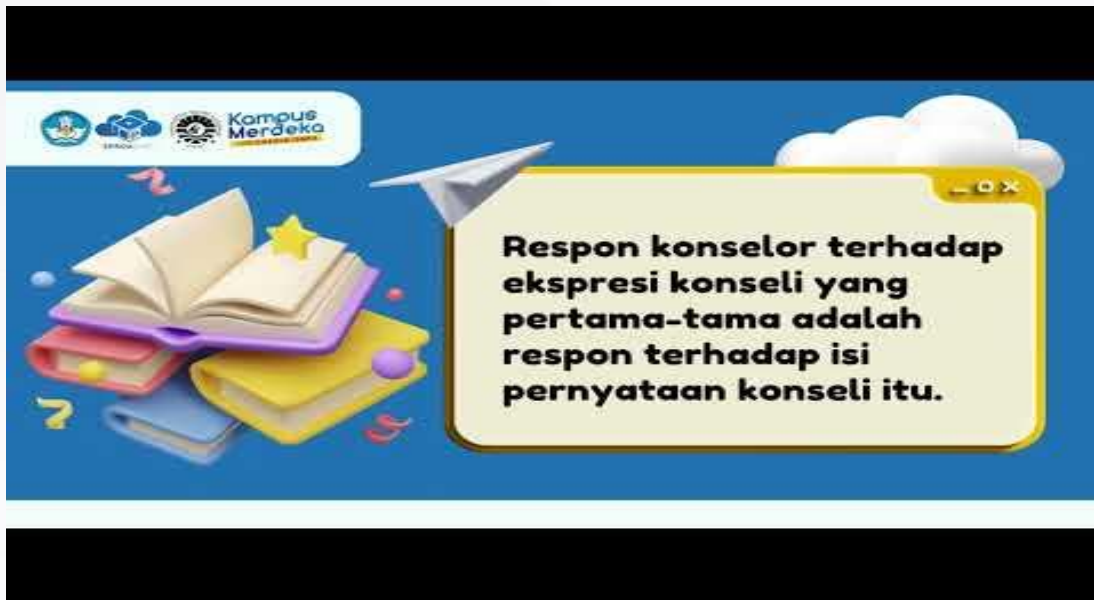 Kampus
Merdeka
Respon konselor terhadap
ekspresi konseli yang
pertama-tama adalah
respon terhadap isi
pernyataan konseli itu.